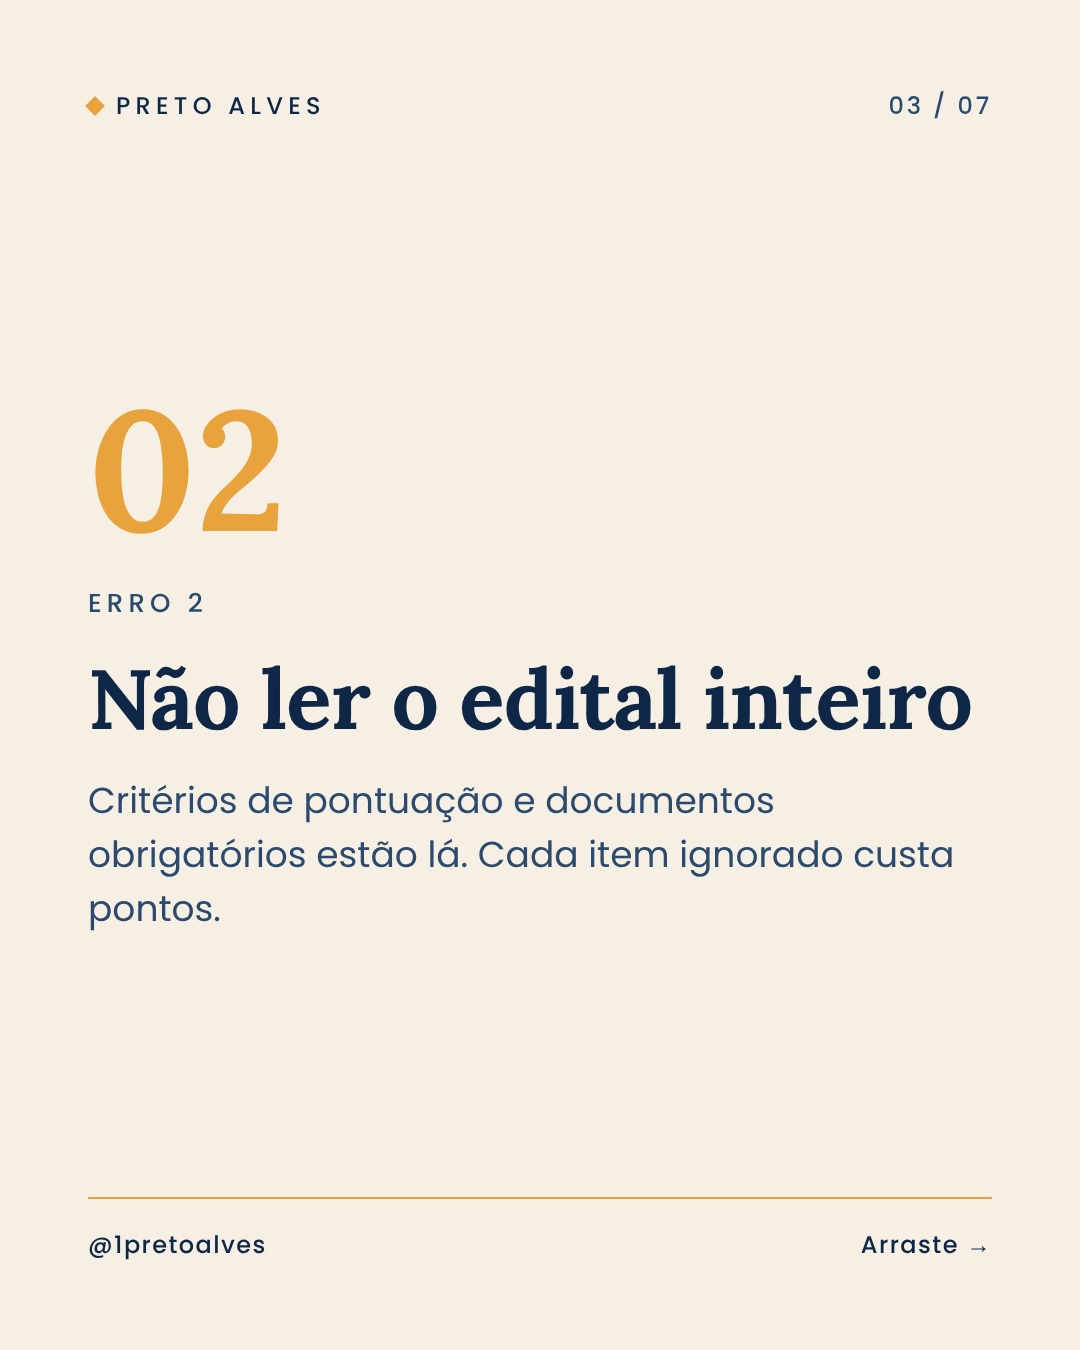 PRETO ALVES
03 / 07
02
ERRO 2
Não ler o edital inteiro
Critérios de pontuação e documentos
obrigatórios estão lá. Cada item ignorado custa
pontos.
@1pretoalves
Arraste →